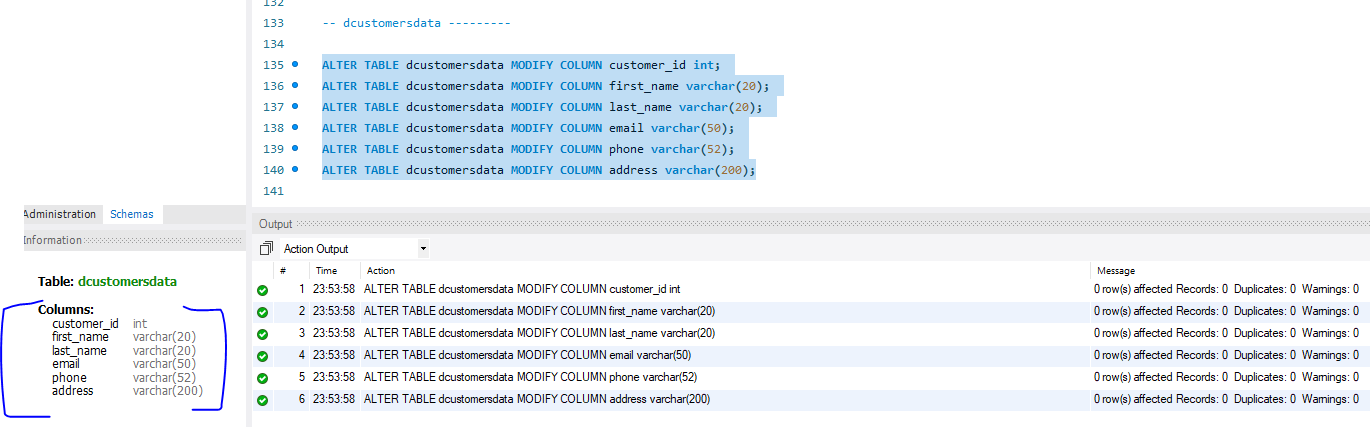 132
133 -- dcustomersdata ---------
134
135 ALTER TABLE dcustomersdata MODIFY COLUMN customer_id int;
136 ALTER TABLE dcustomersdata MODIFY COLUMN first_name varchar(20);
137 ALTER TABLE dcustomersdata MODIFY COLUMN last_name varchar(20);
138 ALTER TABLE dcustomersdata MODIFY COLUMN email varchar(50);
139 ALTER TABLE dcustomersdata MODIFY COLUMN phone varchar(52);
140 ALTER TABLE dcustomersdata MODIFY COLUMN address varchar(200);
141
Administration Schemas
Information
Table: dcustomersdata
Columns:
customer_id int
first_name varchar(20)
last_name varchar(20)
email varchar(50)
phone varchar(52)
address varchar(200)
Output
Action Output
# Time Action Message
1 23:53:58 ALTER TABLE dcustomersdata MODIFY COLUMN customer_id int 0 row(s) affected Records: 0 Duplicates: 0 Warnings: 0
2 23:53:58 ALTER TABLE dcustomersdata MODIFY COLUMN first_name varchar(20) 0 row(s) affected Records: 0 Duplicates: 0 Warnings: 0
3 23:53:58 ALTER TABLE dcustomersdata MODIFY COLUMN last_name varchar(20) 0 row(s) affected Records: 0 Duplicates: 0 Warnings: 0
4 23:53:58 ALTER TABLE dcustomersdata MODIFY COLUMN email varchar(50) 0 row(s) affected Records: 0 Duplicates: 0 Warnings: 0
5 23:53:58 ALTER TABLE dcustomersdata MODIFY COLUMN phone varchar(52) 0 row(s) affected Records: 0 Duplicates: 0 Warnings: 0
6 23:53:58 ALTER TABLE dcustomersdata MODIFY COLUMN address varchar(200) 0 row(s) affected Records: 0 Duplicates: 0 Warnings: 0